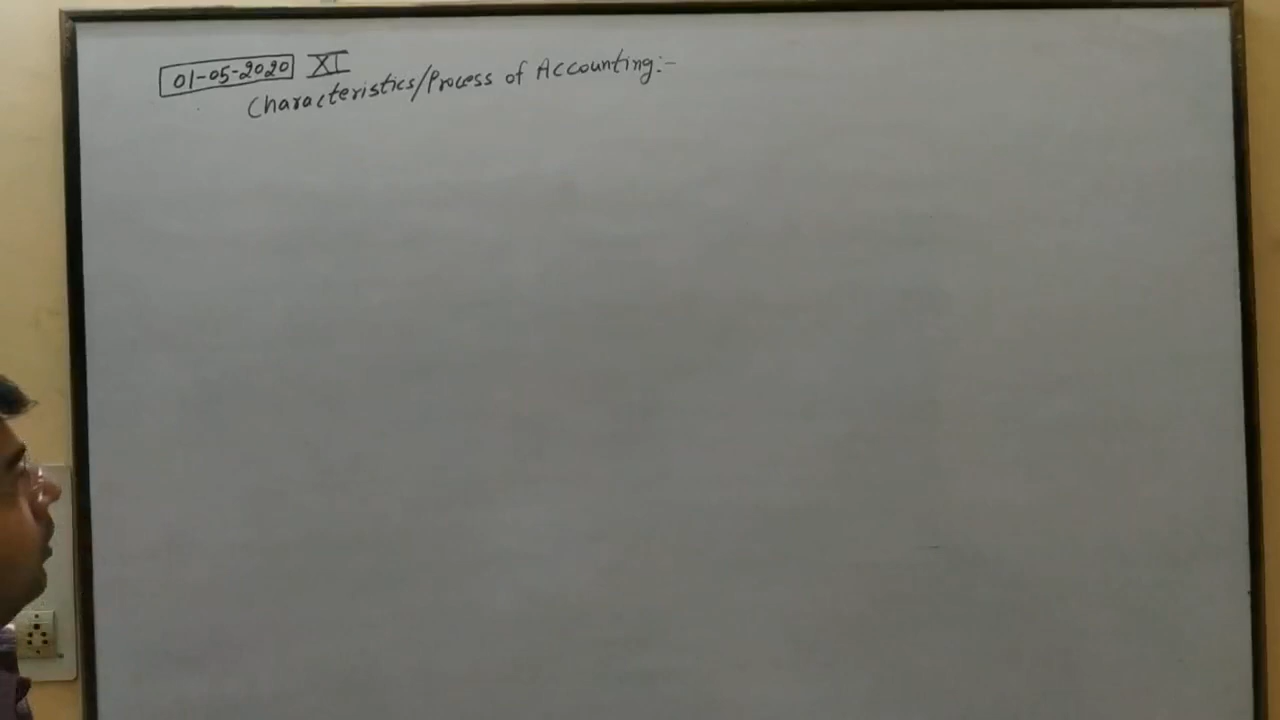 01-05-2020 XI
Characteristics/Process of Accounting:-